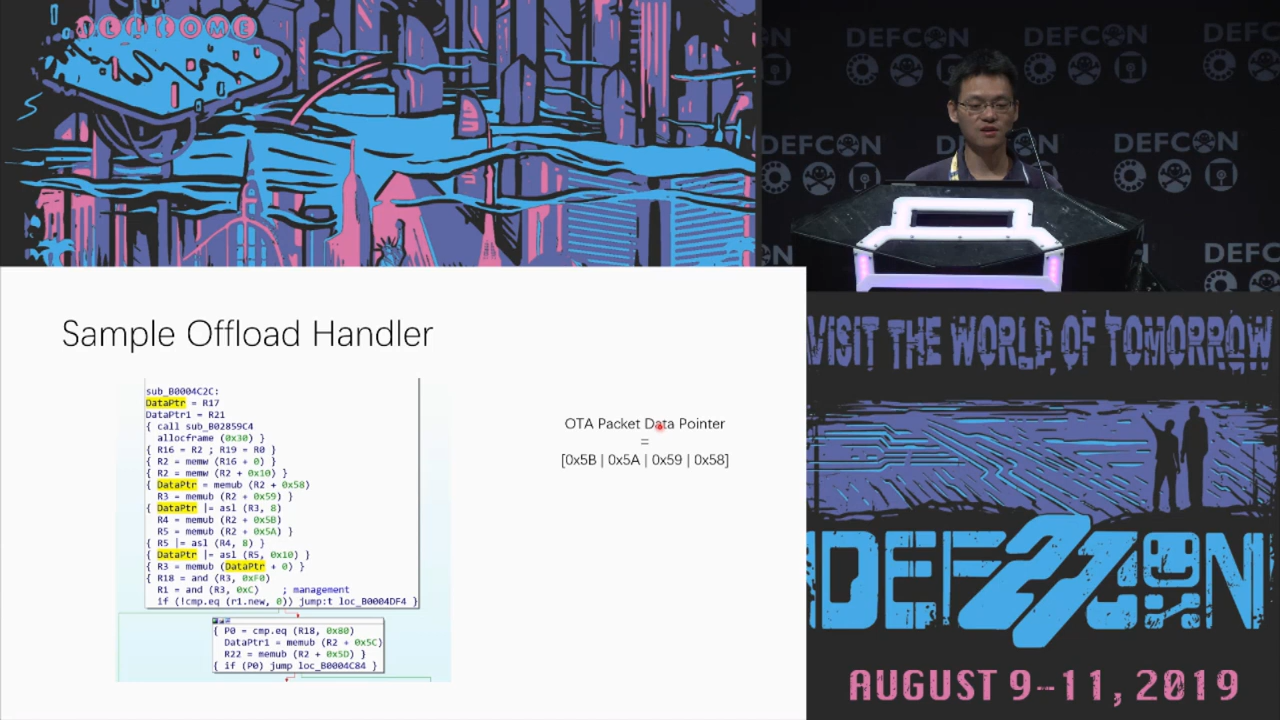 WELCOME
DEFCON DEFCON DEFCON
DEFCON DEFCON DEFCON
DEFCON
Sample Offload Handler
sub_B0004C2C:
DataPtr = R17
DataPtr1 = R21
{ call sub_B02859C4
allocframe (0x30) }
{ R16 = R2 ; R19 = R0 }
{ R2 = memw (R16 + 0) }
{ R2 = memw (R2 + 0x10) }
{ DataPtr = memub (R2 + 0x58)
R3 = memub (R2 + 0x59) }
{ DataPtr |= asl (R3, 8)
R4 = memub (R2 + 0x5B)
R5 = memub (R2 + 0x5A) }
{ R5 |= asl (R4, 8) }
{ DataPtr |= asl (R5, 0x10) }
{ R3 = memub (DataPtr + 0) }
{ R18 = and (R3, 0xF0)
R1 = and (R3, 0xC) ; management
if (!cmp.eq (r1.new, 0)) jump:t loc_B0004DF4 }
{ P0 = cmp.eq (R18, 0x80)
DataPtr1 = memub (R2 + 0x5C)
R22 = memub (R2 + 0x5D) }
{ if (P0) jump loc_B0004C84 }
OTA Packet Data Pointer
=
[0x5B | 0x5A | 0x59 | 0x58]
VISIT THE WORLD OF TOMORROW
DEF27CON
AUGUST 9-11, 2019